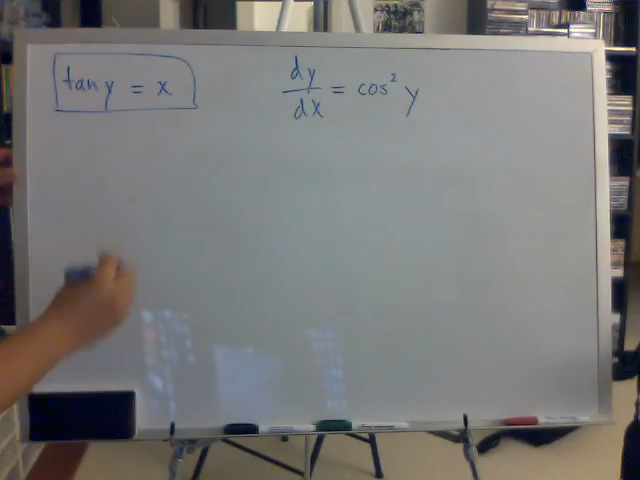 tan y = x
dy/dx = cos² y